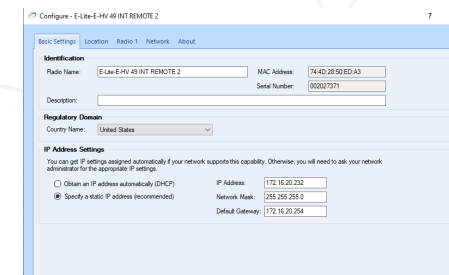 Configure - E-Lite-E-HV 49 INT REMOTE 2 ?
Basic Settings Location Radio 1 Network About
Identification
Radio Name: E-Lite-E-HV 49 INT REMOTE 2 MAC Address: 74:4D:28:50:ED:A3
Serial Number: 002027371
Description:
Regulatory Domain
Country Name: United States
IP Address Settings
You can get IP settings assigned automatically if your network supports this capability. Otherwise, you will need to ask your network
administrator for the appropriate IP settings.
Obtain an IP address automatically (DHCP) IP Address: 172.16.20.232
Specify a static IP address (recommended) Network Mask: 255.255.255.0
Default Gateway: 172.16.20.254